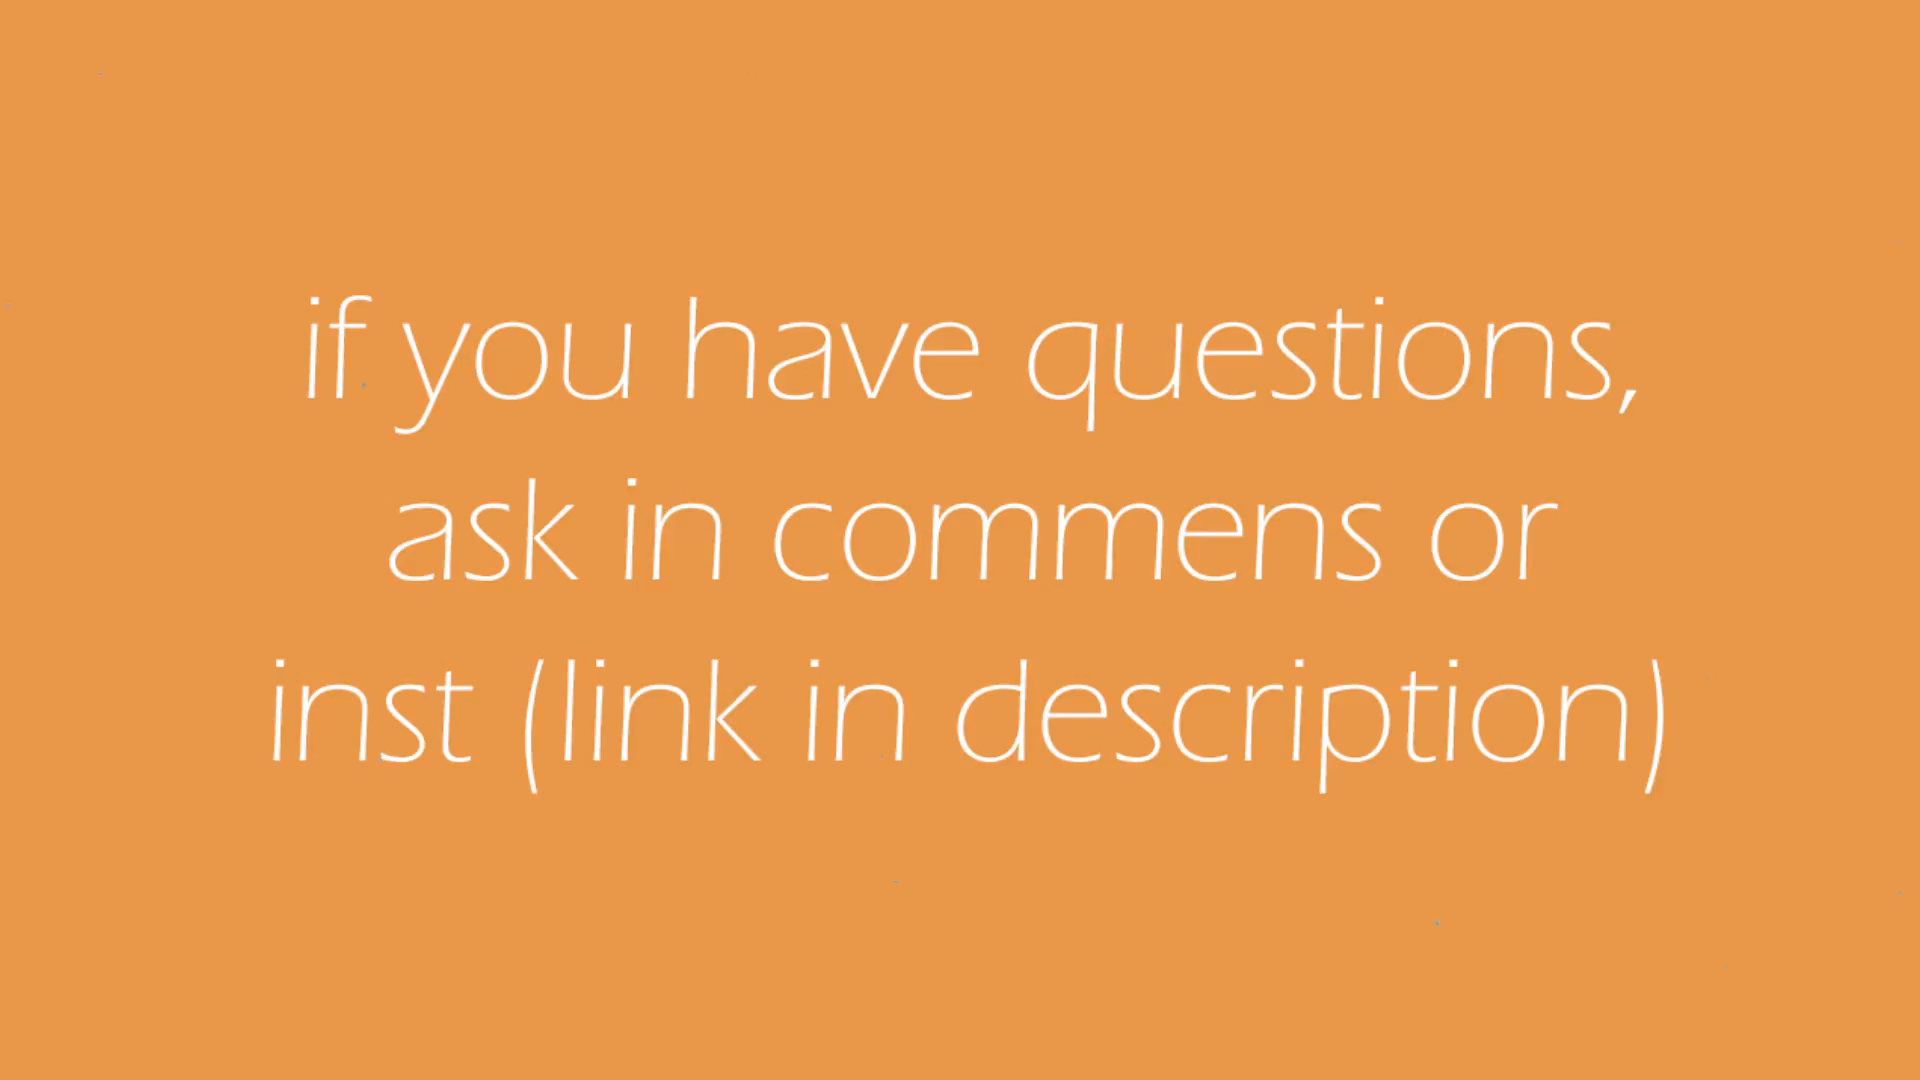 if you have questions,
ask in commens or
inst (link in description)